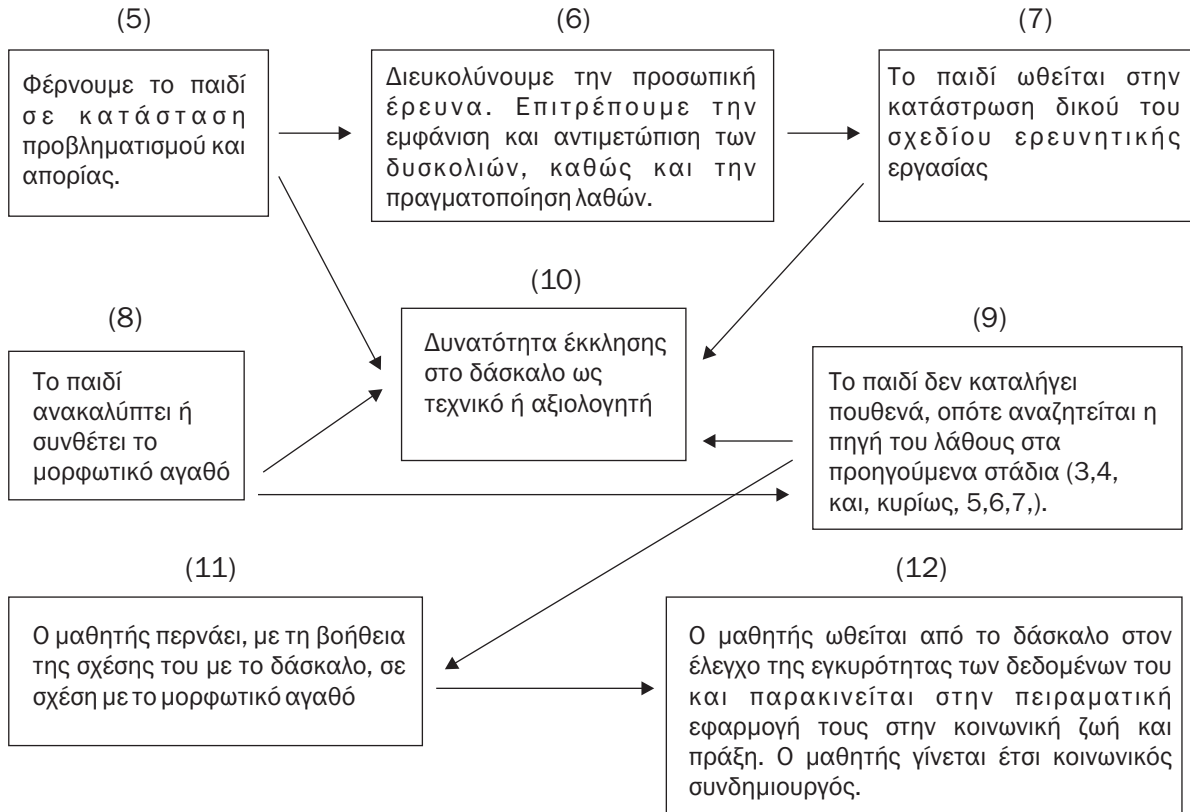 (5)
Φέρνουμε το παιδί
σε κατάσταση
προβληματισμού και
απορίας.
(6)
Διευκολύνουμε την προσωπική
έρευνα. Επιτρέπουμε την
εμφάνιση και αντιμετώπιση των
δυσκολιών, καθώς και την
πραγματοποίηση λαθών.
(7)
Το παιδί ωθείται στην
κατάστρωση δικού του
σχεδίου ερευνητικής
εργασίας
(8)
Το παιδί
ανακαλύπτει ή
συνθέτει το
μορφωτικό αγαθό
(10)
Δυνατότητα έκκλησης
στο δάσκαλο ως
τεχνικό ή αξιολογητή
(9)
Το παιδί δεν καταλήγει
πουθενά, οπότε αναζητείται η
πηγή του λάθους στα
προηγούμενα στάδια (3,4,
και, κυρίως, 5,6,7,).
(11)
Ο μαθητής περνάει, με τη βοήθεια
της σχέσης του με το δάσκαλο, σε
σχέση με το μορφωτικό αγαθό
(12)
Ο μαθητής ωθείται από το δάσκαλο στον
έλεγχο της εγκυρότητας των δεδομένων του
και παρακινείται στην πειραματική
εφαρμογή τους στην κοινωνική ζωή και
πράξη. Ο μαθητής γίνεται έτσι κοινωνικός
συνδημιουργός.